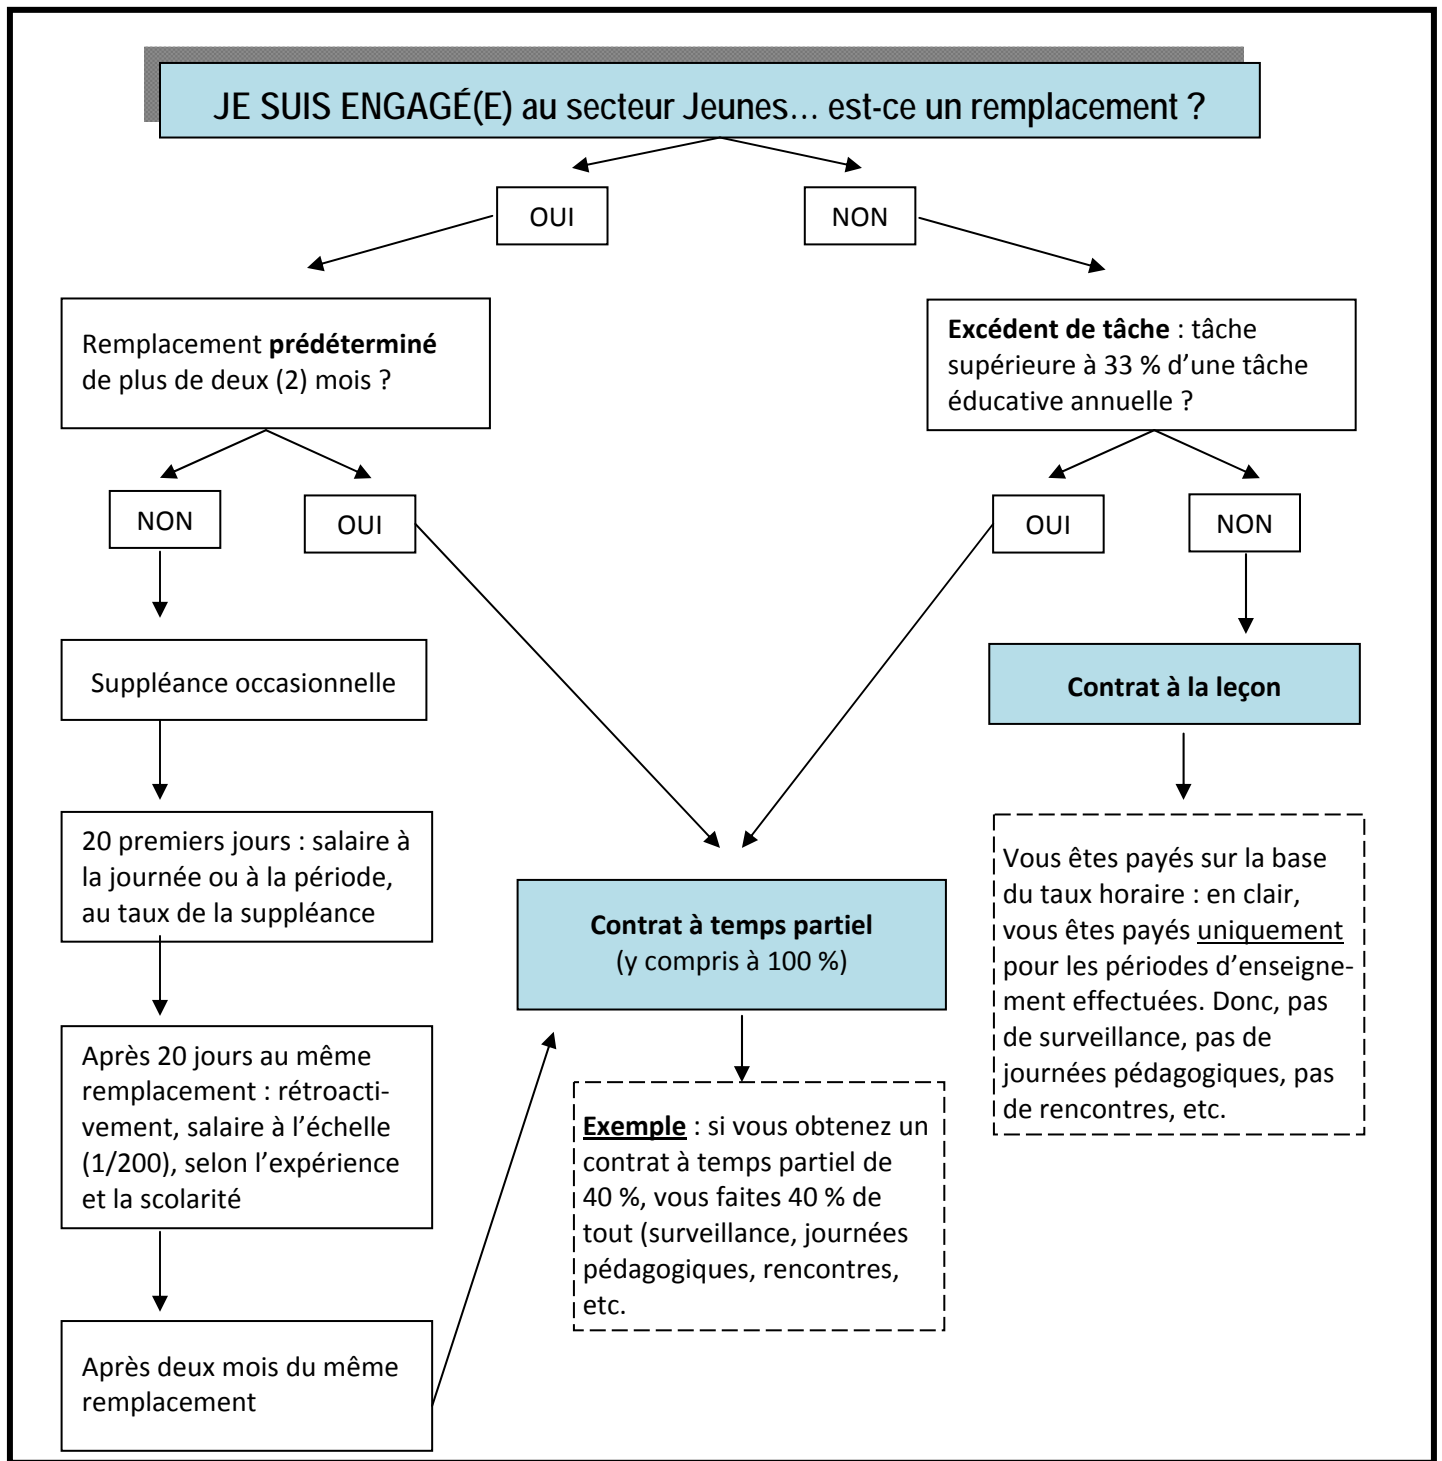 JE SUIS ENGAGÉ(E) au secteur Jeunes… est-ce un remplacement ?
OUI
NON
Remplacement prédéterminé
de plus de deux (2) mois ?
Excédent de tâche : tâche
supérieure à 33 % d’une tâche
éducative annuelle ?
NON
OUI
OUI
NON
Suppléance occasionnelle
Contrat à la leçon
20 premiers jours : salaire à
la journée ou à la période,
au taux de la suppléance
Vous êtes payés sur la base
du taux horaire : en clair,
vous êtes payés uniquement
pour les périodes d’enseigne-
ment effectuées. Donc, pas
de surveillance, pas de
journées pédagogiques, pas
de rencontres, etc.
Contrat à temps partiel
(y compris à 100 %)
Après 20 jours au même
remplacement : rétroacti-
vement, salaire à l’échelle
(1/200), selon l’expérience
et la scolarité
Exemple : si vous obtenez un
contrat à temps partiel de
40 %, vous faites 40 % de
tout (surveillance, journées
pédagogiques, rencontres,
etc.
Après deux mois du même
remplacement